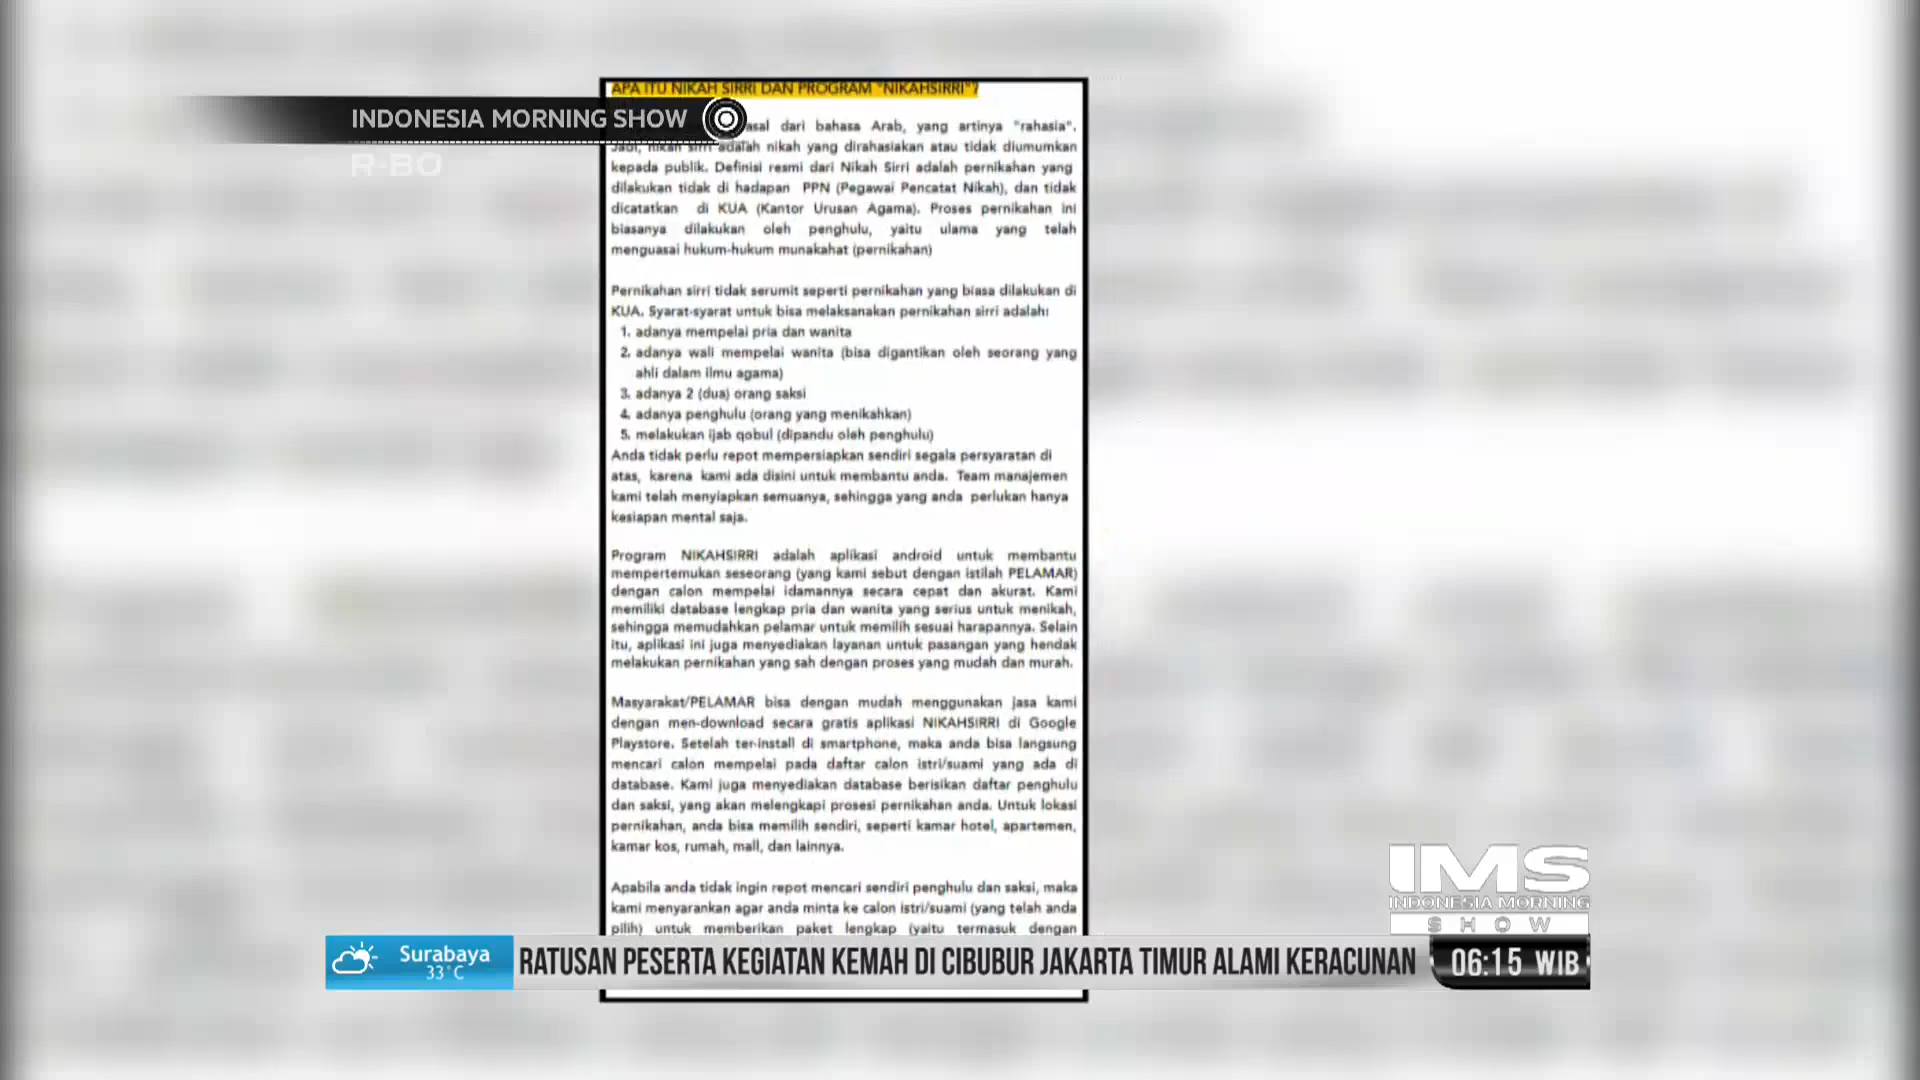 APA ITU NIKAH SIRRI DAN PROGRAM "NIKAHSIRRI"?
INDONESIA MORNING SHOW
R-BO
dari bahasa Arab, yang artinya "rahasia".
Jadi, nikah sirri adalah nikah yang dirahasiakan atau tidak diumumkan
kepada publik. Definisi resmi dari Nikah Sirri adalah pernikahan yang
dilakukan tidak di hadapan PPN (Pegawai Pencatat Nikah), dan tidak
dicatatkan di KUA (Kantor Urusan Agama). Proses pernikahan ini
biasanya dilakukan oleh penghulu, yaitu ulama yang telah
menguasai hukum-hukum munakahat (pernikahan)
Pernikahan sirri tidak serumit seperti pernikahan yang biasa dilakukan di
KUA. Syarat-syarat untuk bisa melaksanakan pernikahan sirri adalah:
1. adanya mempelai pria dan wanita
2. adanya wali mempelai wanita (bisa digantikan oleh seorang yang
ahli dalam ilmu agama)
3. adanya 2 (dua) orang saksi
4. adanya penghulu (orang yang menikahkan)
5. melakukan ijab qobul (dipandu oleh penghulu)
Anda tidak perlu repot mempersiapkan sendiri segala persyaratan di
atas, karena kami ada disini untuk membantu anda. Team manajemen
kami telah menyiapkan semuanya, sehingga yang anda perlukan hanya
kesiapan mental saja.
Program NIKAHSIRRI adalah aplikasi android untuk membantu
mempertemukan seseorang (yang kami sebut dengan istilah PELAMAR)
dengan calon mempelai idamannya secara cepat dan akurat. Kami
memiliki database lengkap pria dan wanita yang serius untuk menikah,
sehingga memudahkan pelamar untuk memilih sesuai harapannya. Selain
itu, aplikasi ini juga menyediakan layanan untuk pasangan yang hendak
melakukan pernikahan yang sah dengan proses yang mudah dan murah.
Masyarakat/PELAMAR bisa dengan mudah menggunakan jasa kami
dengan men-download secara gratis aplikasi NIKAHSIRRI di Google
Playstore. Setelah ter-install di smartphone, maka anda bisa langsung
mencari calon mempelai pada daftar calon istri/suami yang ada di
database. Kami juga menyediakan database berisikan daftar penghulu
dan saksi, yang akan melengkapi prosesi pernikahan anda. Untuk lokasi
pernikahan, anda bisa memilih sendiri, seperti kamar hotel, apartemen,
kamar kos, rumah, mall, dan lainnya.
Apabila anda tidak ingin repot mencari sendiri penghulu dan saksi, maka
kami menyarankan agar anda minta ke calon istri/suami (yang telah anda
pilih) untuk memberikan paket lengkap (yaitu termasuk dengan
IMS
INDONESIA MORNING
SHOW
Surabaya
33°C
RATUSAN PESERTA KEGIATAN KEMAH DI CIBUBUR JAKARTA TIMUR ALAMI KERACUNAN
06:15 WIB